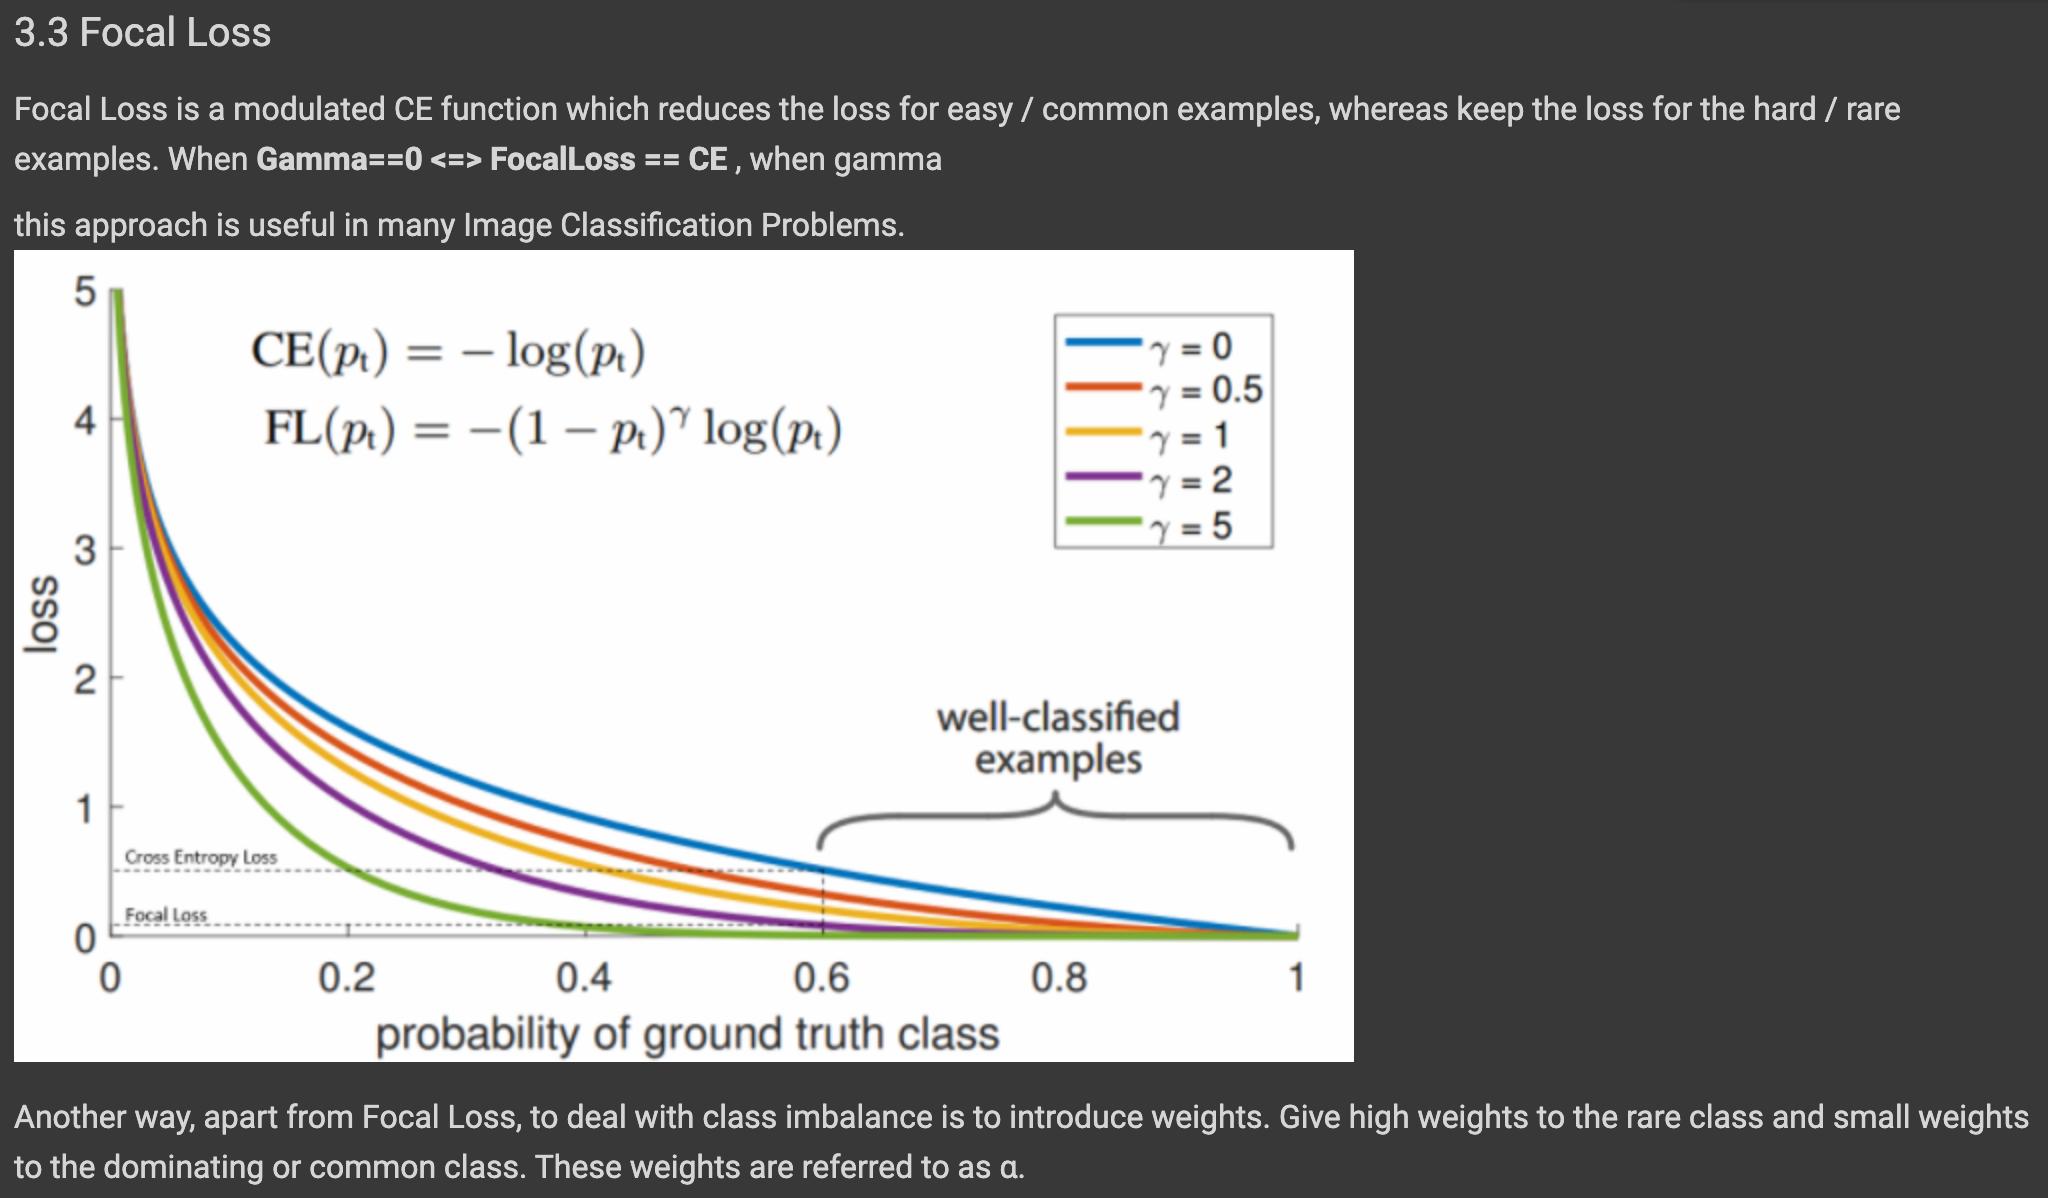 3.3 Focal Loss
Focal Loss is a modulated CE function which reduces the loss for easy / common examples, whereas keep the loss for the hard / rare
examples. When Gamma==0 <=> FocalLoss == CE , when gamma
this approach is useful in many Image Classification Problems.
5
CE(pₜ) = − log(pₜ)
FL(pₜ) = −(1 − pₜ)^γ log(pₜ)
γ = 0
γ = 0.5
γ = 1
γ = 2
γ = 5
4
3
loss
2
well-classified
examples
1
Cross Entropy Loss
Focal Loss
0
0 0.2 0.4 0.6 0.8 1
probability of ground truth class
Another way, apart from Focal Loss, to deal with class imbalance is to introduce weights. Give high weights to the rare class and small weights
to the dominating or common class. These weights are referred to as α.